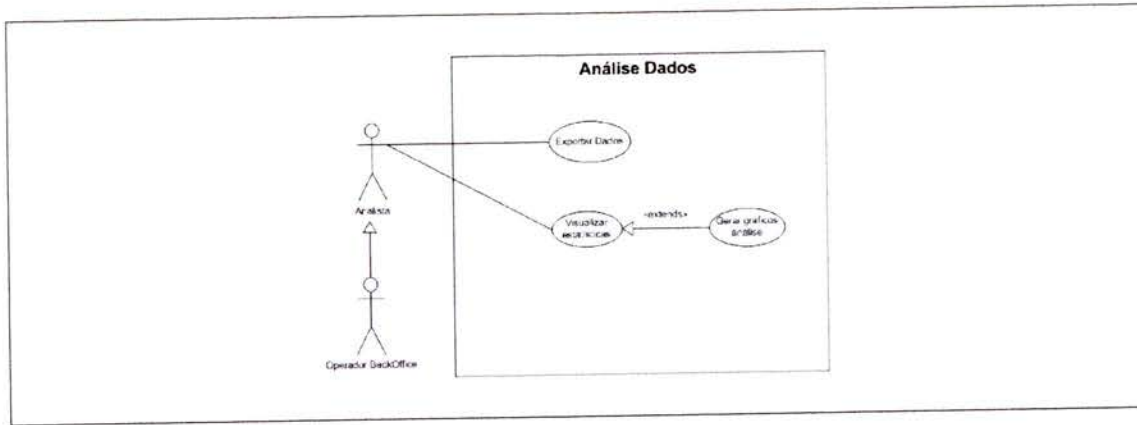 Análise Dados
Exportar Dados
Analista
Visualizar
estatísticas
«extends»
Gerar gráficos
análise
Operador BackOffice